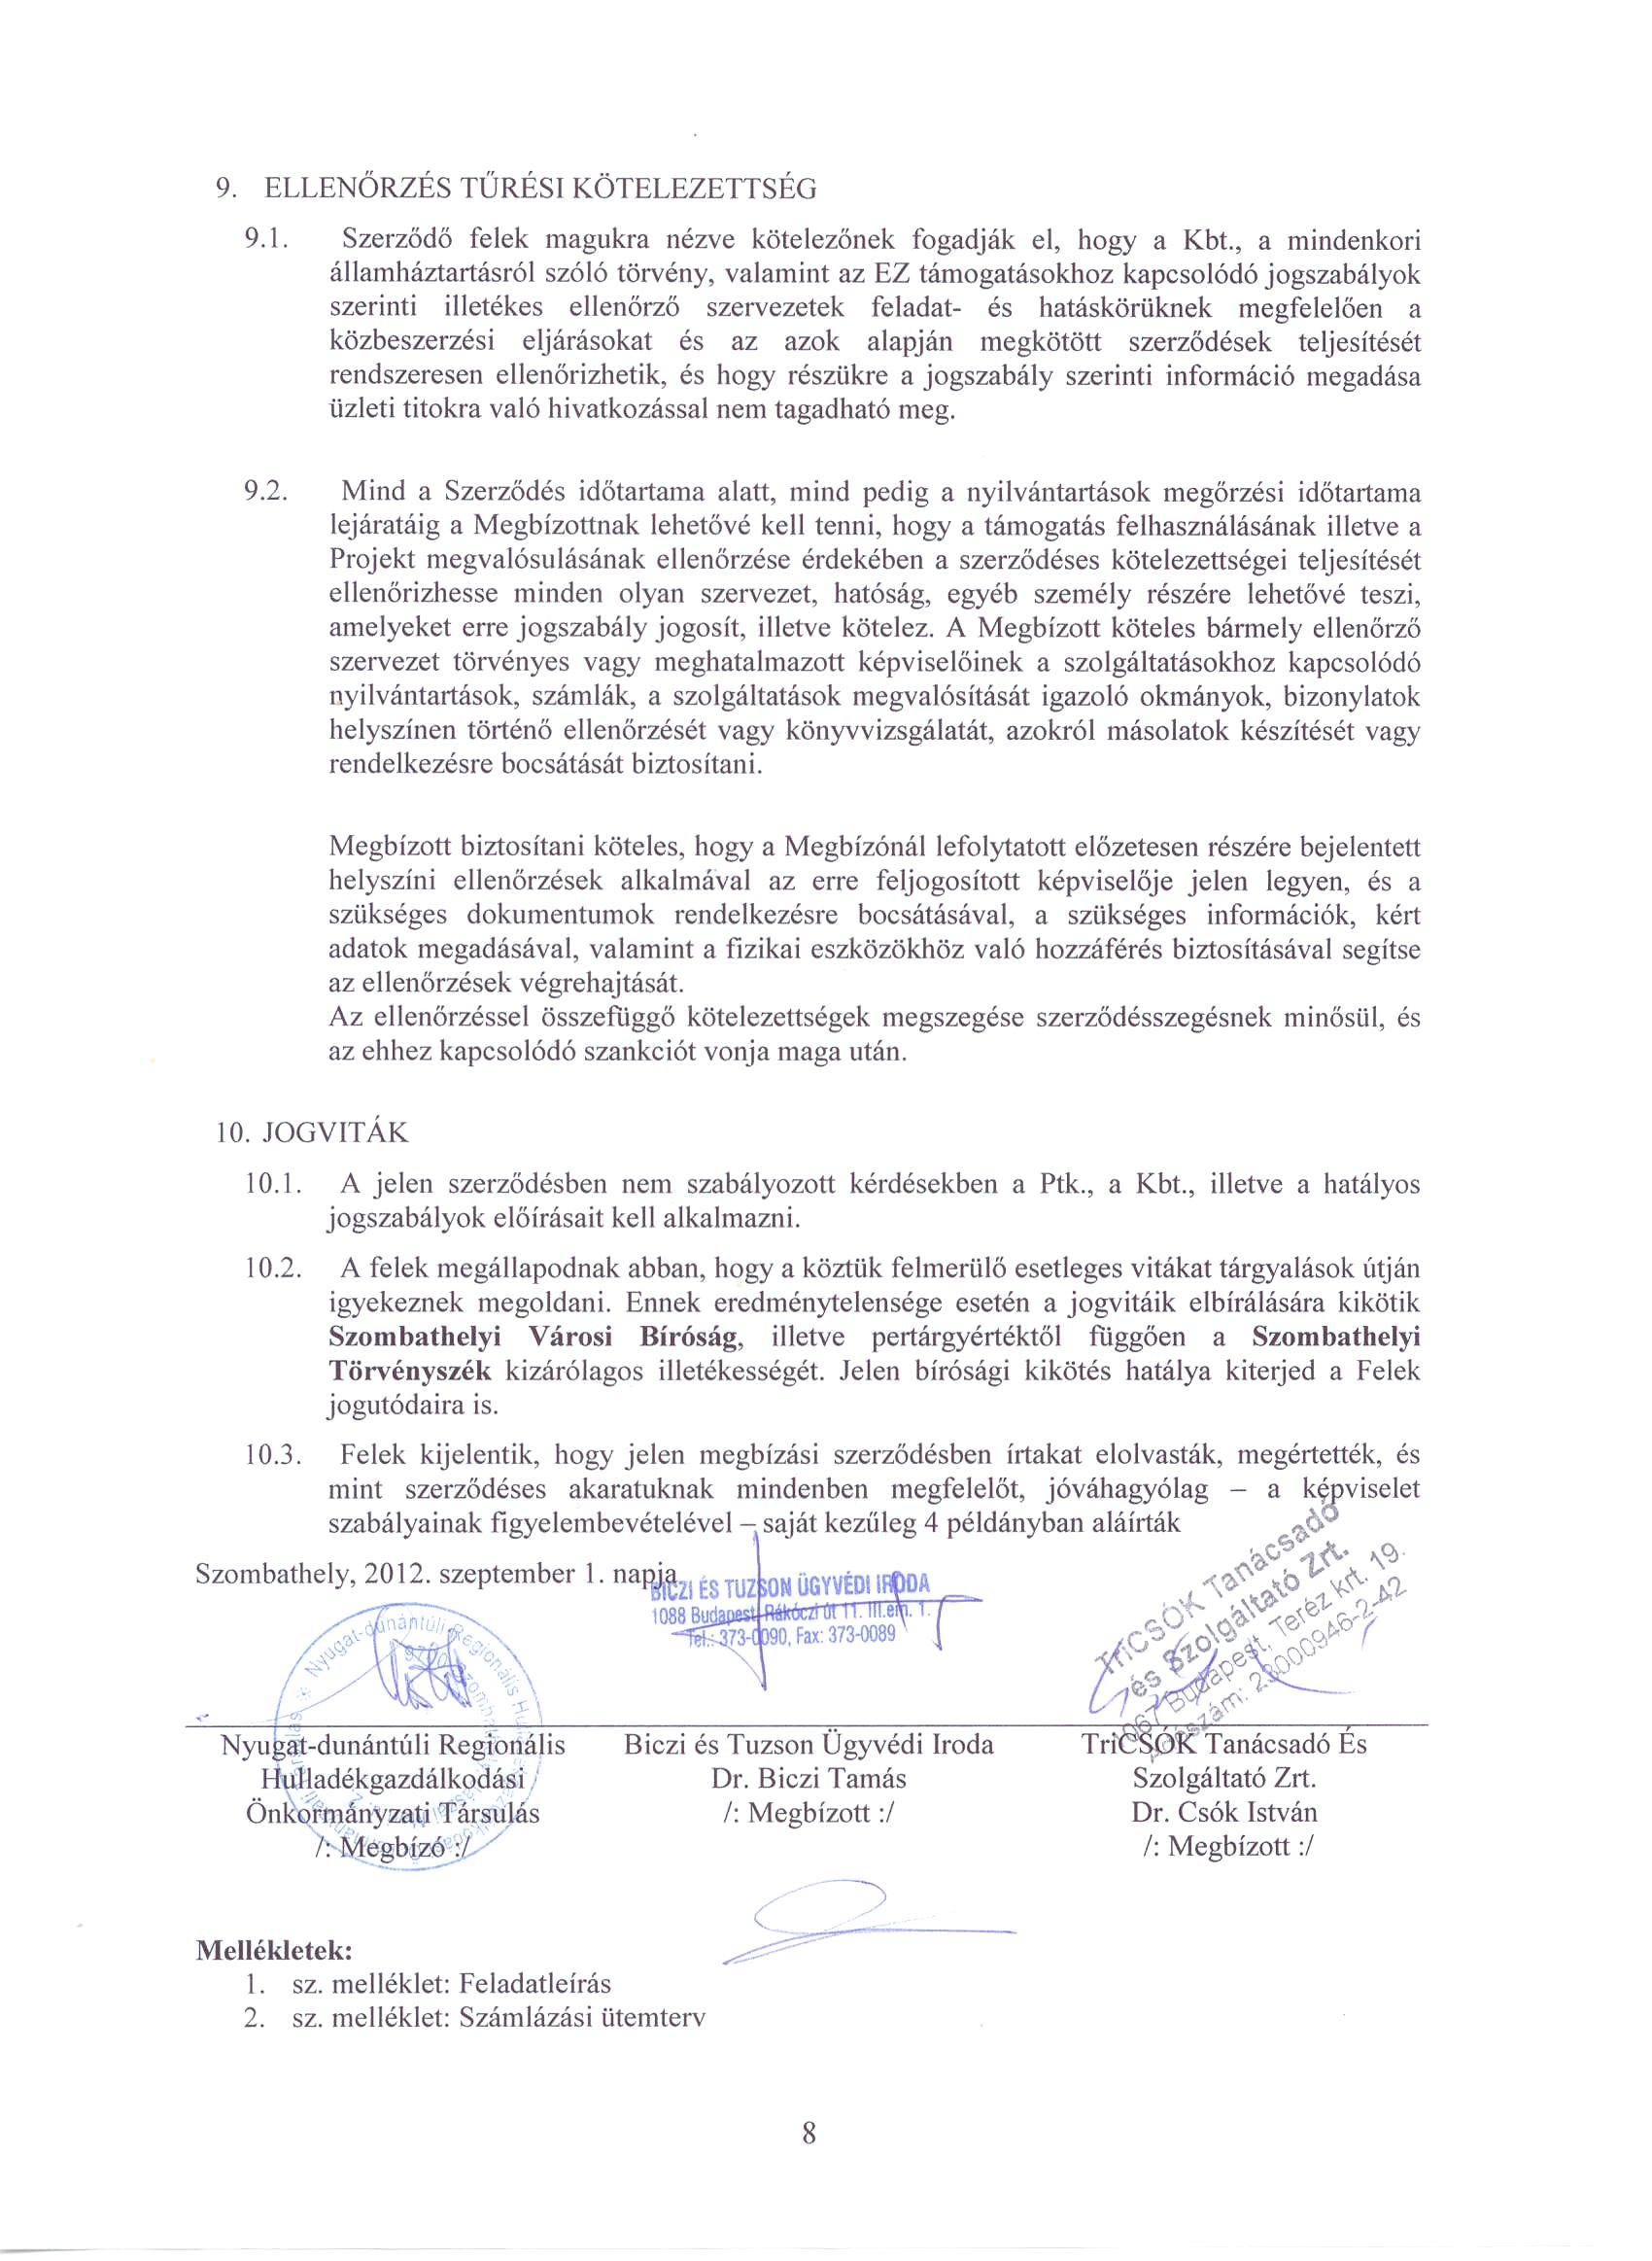 9. ELLENŐRZÉS TŰRÉSI KÖTELEZETTSÉG
9.1. Szerződő felek magukra nézve kötelezőnek fogadják el, hogy a Kbt., a mindenkori
államháztartásról szóló törvény, valamint az EZ támogatásokhoz kapcsolódó jogszabályok
szerinti illetékes ellenőrző szervezetek feladat- és hatáskörüknek megfelelően a
közbeszerzési eljárásokat és az azok alapján megkötött szerződések teljesítését
rendszeresen ellenőrizhetik, és hogy részükre a jogszabály szerinti információ megadása
üzleti titokra való hivatkozással nem tagadható meg.
9.2. Mind a Szerződés időtartama alatt, mind pedig a nyilvántartások megőrzési időtartama
lejáratáig a Megbízottnak lehetővé kell tenni, hogy a támogatás felhasználásának illetve a
Projekt megvalósulásának ellenőrzése érdekében a szerződéses kötelezettségei teljesítését
ellenőrizhesse minden olyan szervezet, hatóság, egyéb személy részére lehetővé teszi,
amelyeket erre jogszabály jogosít, illetve kötelez. A Megbízott köteles bármely ellenőrző
szervezet törvényes vagy meghatalmazott képviselőinek a szolgáltatásokhoz kapcsolódó
nyilvántartások, számlák, a szolgáltatások megvalósítását igazoló okmányok, bizonylatok
helyszínen történő ellenőrzését vagy könyvvizsgálatát, azokról másolatok készítését vagy
rendelkezésre bocsátását biztosítani.
Megbízott biztosítani köteles, hogy a Megbízónál lefolytatott előzetesen részére bejelentett
helyszíni ellenőrzések alkalmával az erre feljogosított képviselője jelen legyen, és a
szükséges dokumentumok rendelkezésre bocsátásával, a szükséges információk, kért
adatok megadásával, valamint a fizikai eszközökhöz való hozzáférés biztosításával segítse
az ellenőrzések végrehajtását.
Az ellenőrzéssel összefüggő kötelezettségek megszegése szerződésszegésnek minősül, és
az ehhez kapcsolódó szankciót vonja maga után.
10. JOGVITÁK
10.1. A jelen szerződésben nem szabályozott kérdésekben a Ptk., a Kbt., illetve a hatályos
jogszabályok előírásait kell alkalmazni.
10.2. A felek megállapodnak abban, hogy a köztük felmerülő esetleges vitákat tárgyalások útján
igyekeznek megoldani. Ennek eredménytelensége esetén a jogvitáik elbírálására kikötik
Szombathelyi Városi Bíróság, illetve pertárgyértéktől függően a Szombathelyi
Törvényszék kizárólagos illetékességét. Jelen bírósági kikötés hatálya kiterjed a Felek
jogutódaira is.
10.3. Felek kijelentik, hogy jelen megbízási szerződésben írtakat elolvasták, megértették, és
mint szerződéses akaratuknak mindenben megfelelőt, jóváhagyólag – a képviselet
szabályainak figyelembevételével – saját kezűleg 4 példányban aláírták
Szombathely, 2012. szeptember 1. napja
BICZI ÉS TUZSON ÜGYVÉDI IRODA
1088 Budapest, Rákóczi út 11. III.em. 1.
Tel.: 373-0090, Fax: 373-0089
TriCSÓK Tanácsadó
és Szolgáltató Zrt.
1067 Budapest, Teréz krt. 19.
Adószám: 23000946-2-42
Nyugat-dunántúli Regionális
Nyugat-dunántúli Regionális
Hulladékgazdálkodási
Önkormányzati Társulás
/: Megbízó :/
Biczi és Tuzson Ügyvédi Iroda
Dr. Biczi Tamás
/: Megbízott :/
TriCSÓK Tanácsadó És
Szolgáltató Zrt.
Dr. Csók István
/: Megbízott :/
Mellékletek:
1. sz. melléklet: Feladatleírás
2. sz. melléklet: Számlázási ütemterv
8